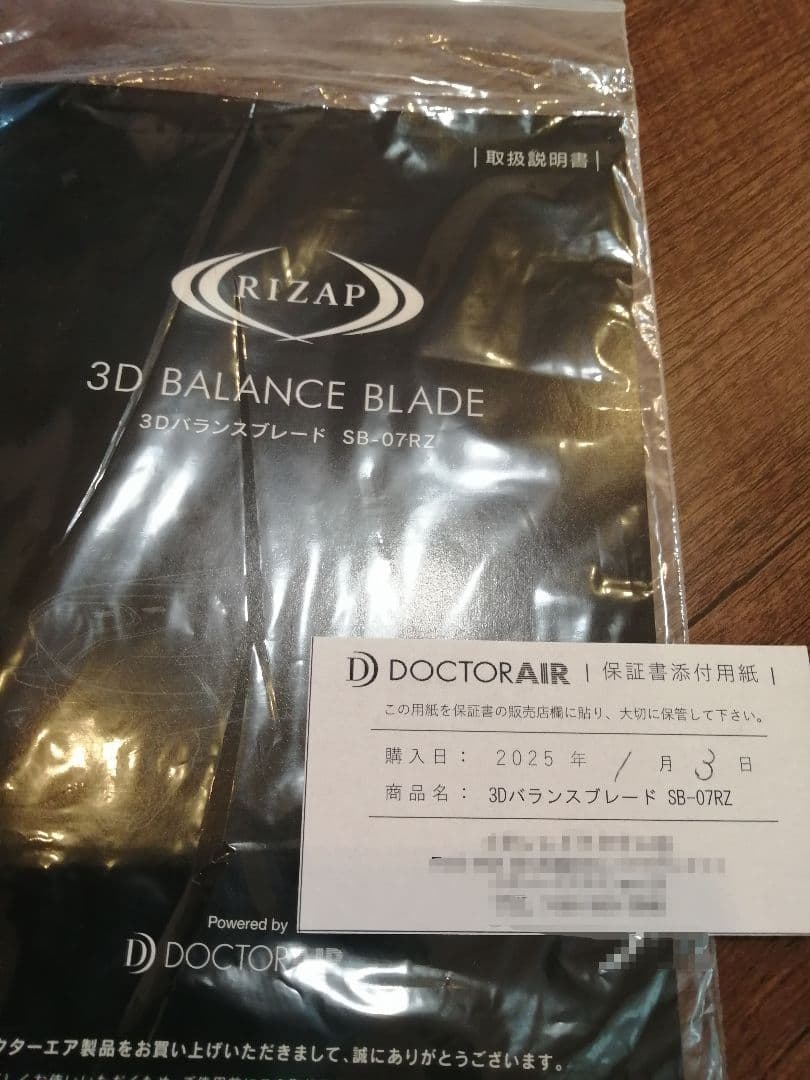 | 取扱説明書 |
RIZAP
3D BALANCE BLADE
3Dバランスブレード SB-07RZ
DOCTORAIR | 保証書添付用紙 |
この用紙を保証書の販売店欄に貼り、大切に保管して下さい。
購入日： 2025 年 1 月 3 日
商品名： 3Dバランスブレード SB-07RZ
Powered by
DOCTORAIR
クターエア製品をお買い上げいただきまして、誠にありがとうございます。